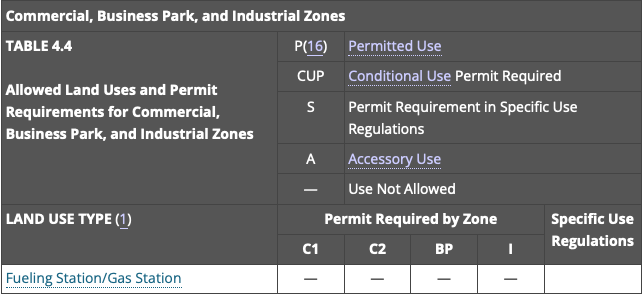 Commercial, Business Park, and Industrial Zones
TABLE 4.4
Allowed Land Uses and Permit
Requirements for Commercial,
Business Park, and Industrial Zones
P(16) Permitted Use
CUP Conditional Use Permit Required
S Permit Requirement in Specific Use
Regulations
A Accessory Use
— Use Not Allowed
LAND USE TYPE (1) Permit Required by Zone Specific Use
Regulations
C1 C2 BP I
Fueling Station/Gas Station — — — —